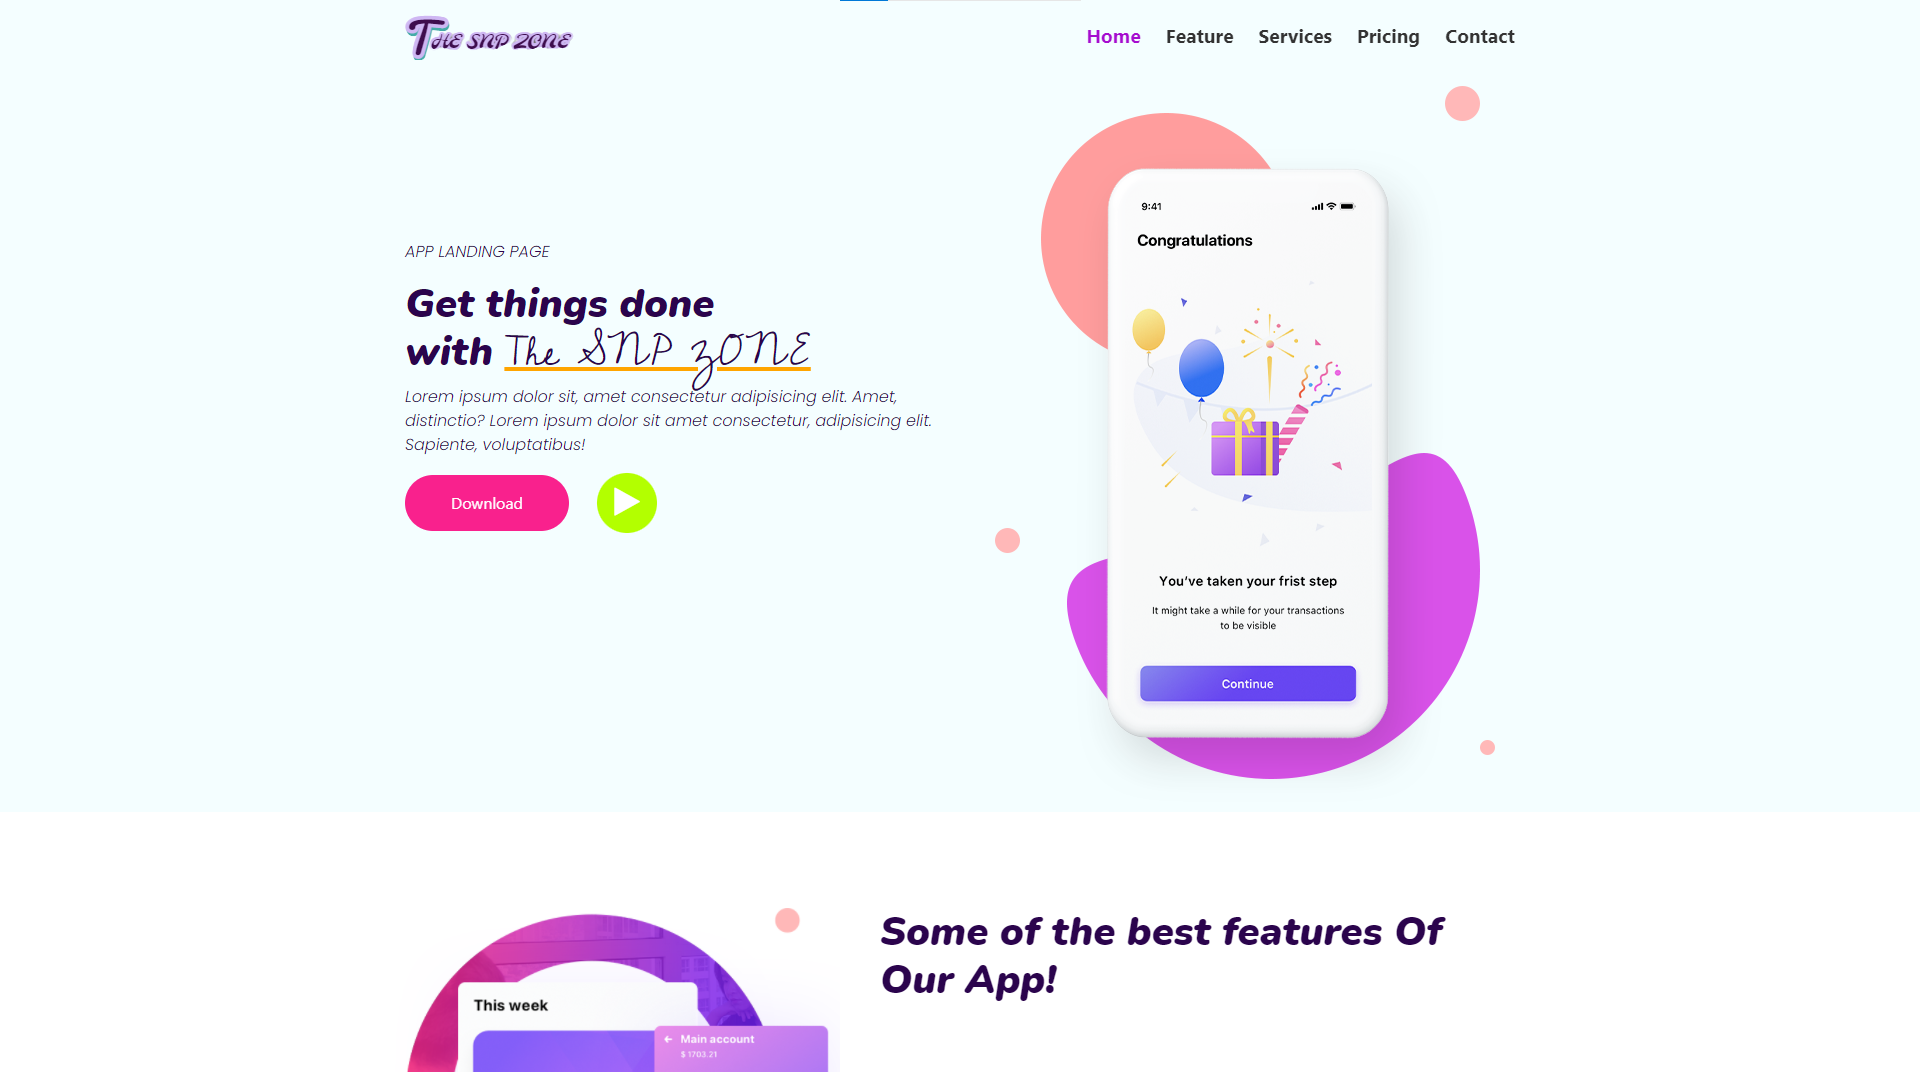 THE SNP ZONE
Home Feature Services Pricing Contact
APP LANDING PAGE
Get things done
with The SNP zONE
Lorem ipsum dolor sit, amet consectetur adipisicing elit. Amet,
distinctio? Lorem ipsum dolor sit amet consectetur, adipisicing elit.
Sapiente, voluptatibus!
Download
9:41
Congratulations
You've taken your frist step
It might take a while for your transactions
to be visible
Continue
Some of the best features Of
Our App!
This week
Main account
$ 1703.21